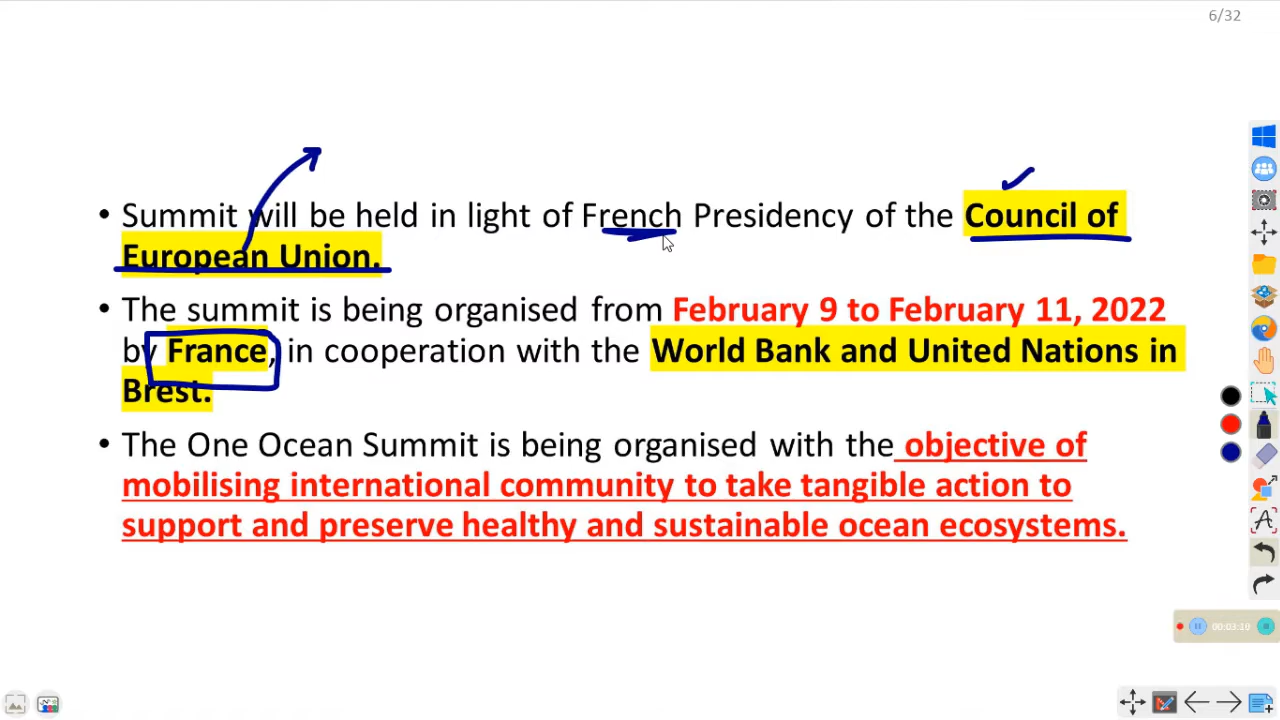 6/32
• Summit will be held in light of French Presidency of the Council of
European Union.
• The summit is being organised from February 9 to February 11, 2022
by France, in cooperation with the World Bank and United Nations in
Brest.
• The One Ocean Summit is being organised with the objective of
mobilising international community to take tangible action to
support and preserve healthy and sustainable ocean ecosystems.
00:03:10